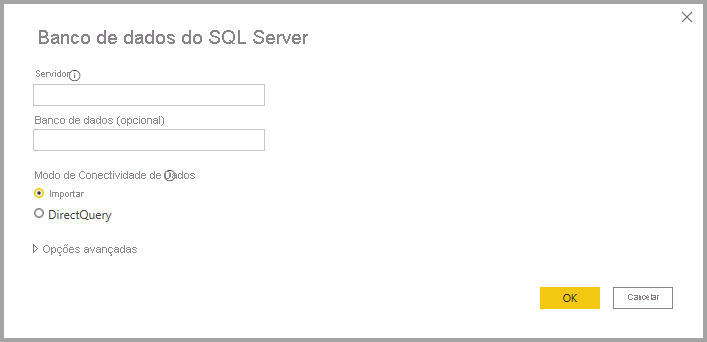 Banco de dados do SQL Server
Servidor
Banco de dados (opcional)
Modo de Conectividade de Dados
Importar
DirectQuery
Opções avançadas
OK
Cancelar